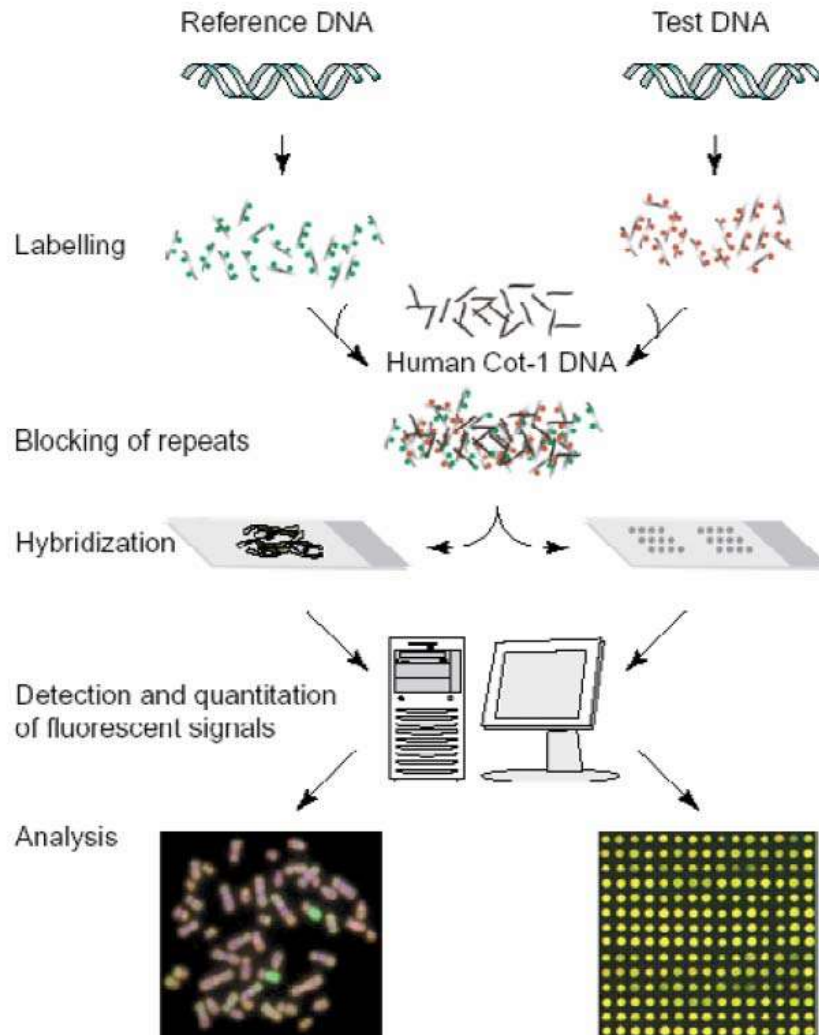 Reference DNA
Test DNA
Labelling
Human Cot-1 DNA
Blocking of repeats
Hybridization
Detection and quantitation
of fluorescent signals
Analysis